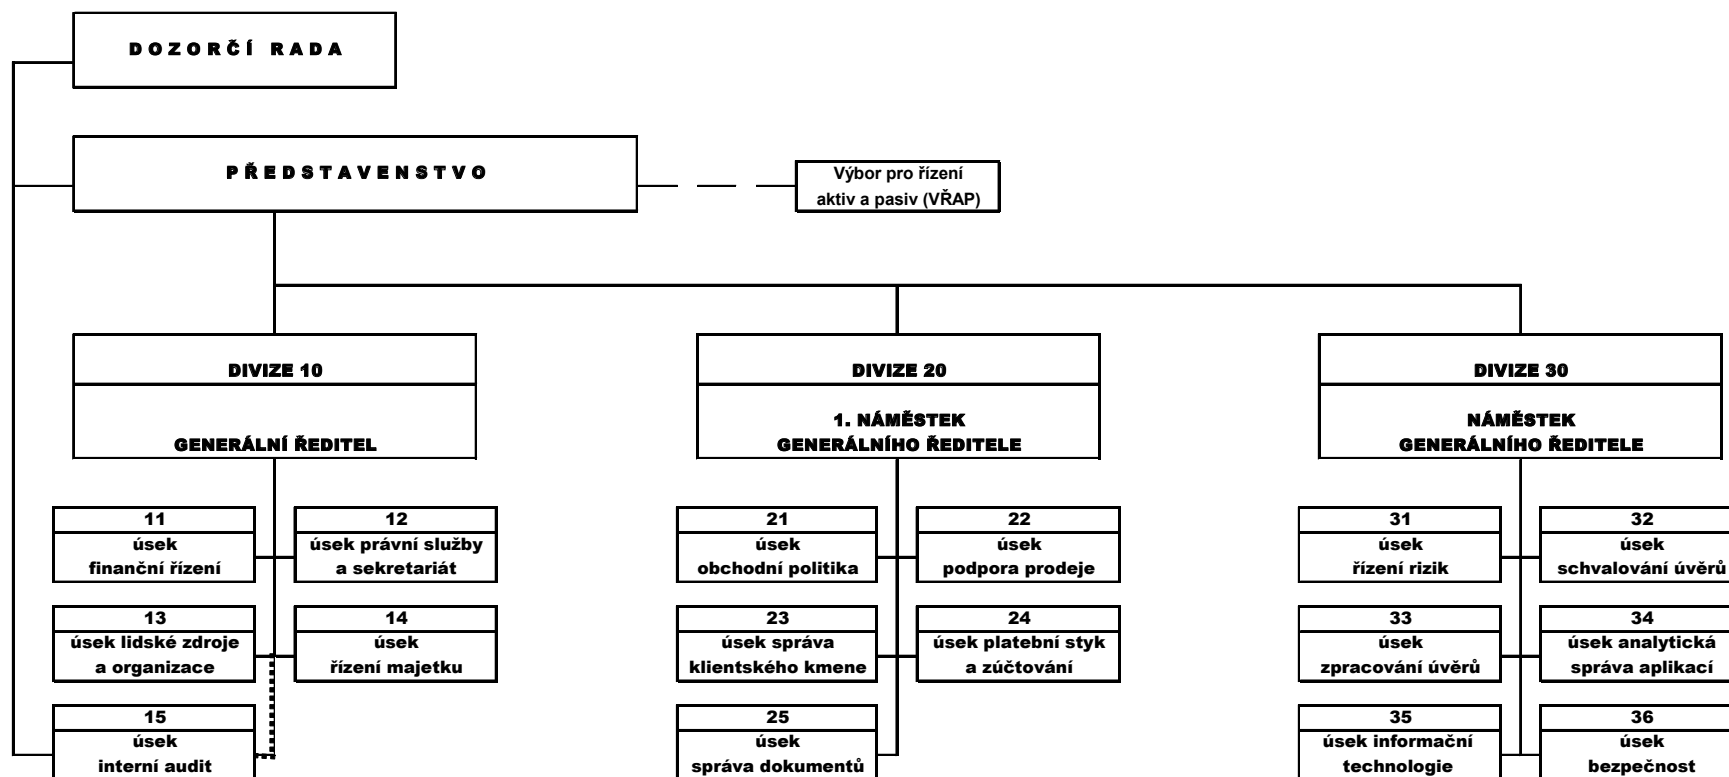 DOZORČÍ RADA
PŘEDSTAVENSTVO
Výbor pro řízení
aktiv a pasiv (VŘAP)
DIVIZE 10
GENERÁLNÍ ŘEDITEL
DIVIZE 20
1. NÁMĚSTEK
GENERÁLNÍHO ŘEDITELE
DIVIZE 30
NÁMĚSTEK
GENERÁLNÍHO ŘEDITELE
11
úsek
finanční řízení
12
úsek právní služby
a sekretariát
13
úsek lidské zdroje
a organizace
14
úsek
řízení majetku
15
úsek
interní audit
21
úsek
obchodní politika
22
úsek
podpora prodeje
23
úsek správa
klientského kmene
24
úsek platební styk
a zúčtování
25
úsek
správa dokumentů
31
úsek
řízení rizik
32
úsek
schvalování úvěrů
33
úsek
zpracování úvěrů
34
úsek analytická
správa aplikací
35
úsek informační
technologie
36
úsek
bezpečnost